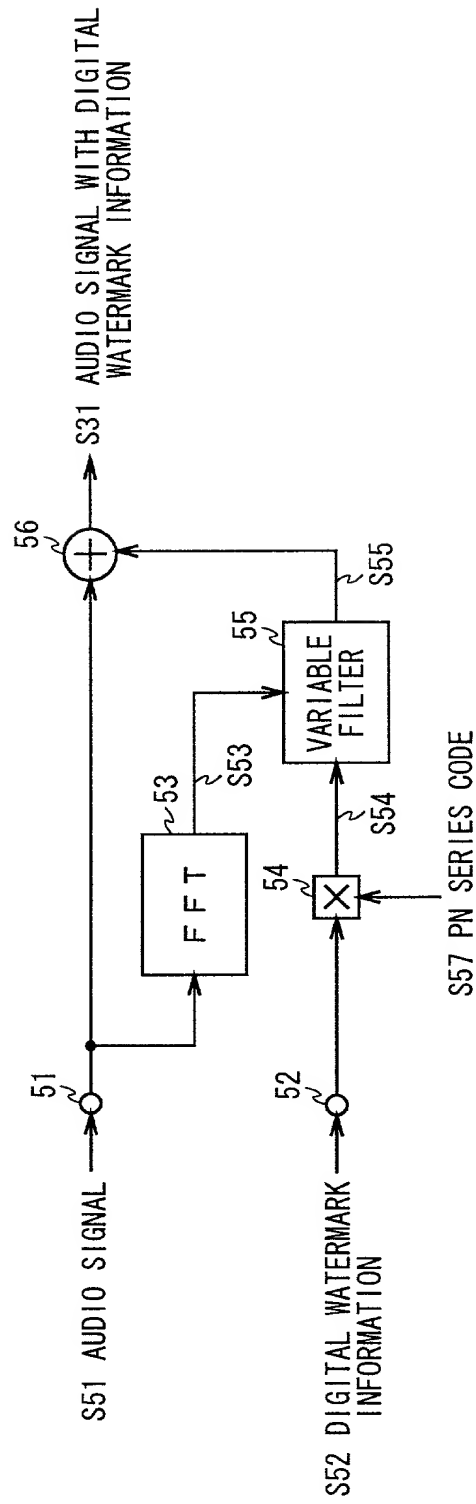 S51 AUDIO SIGNAL
51
53
FFT
S53
56
S31 AUDIO SIGNAL WITH DIGITAL
WATERMARK INFORMATION
S52 DIGITAL WATERMARK
INFORMATION
52
54
S54
55
VARIABLE
FILTER
S55
S57 PN SERIES CODE